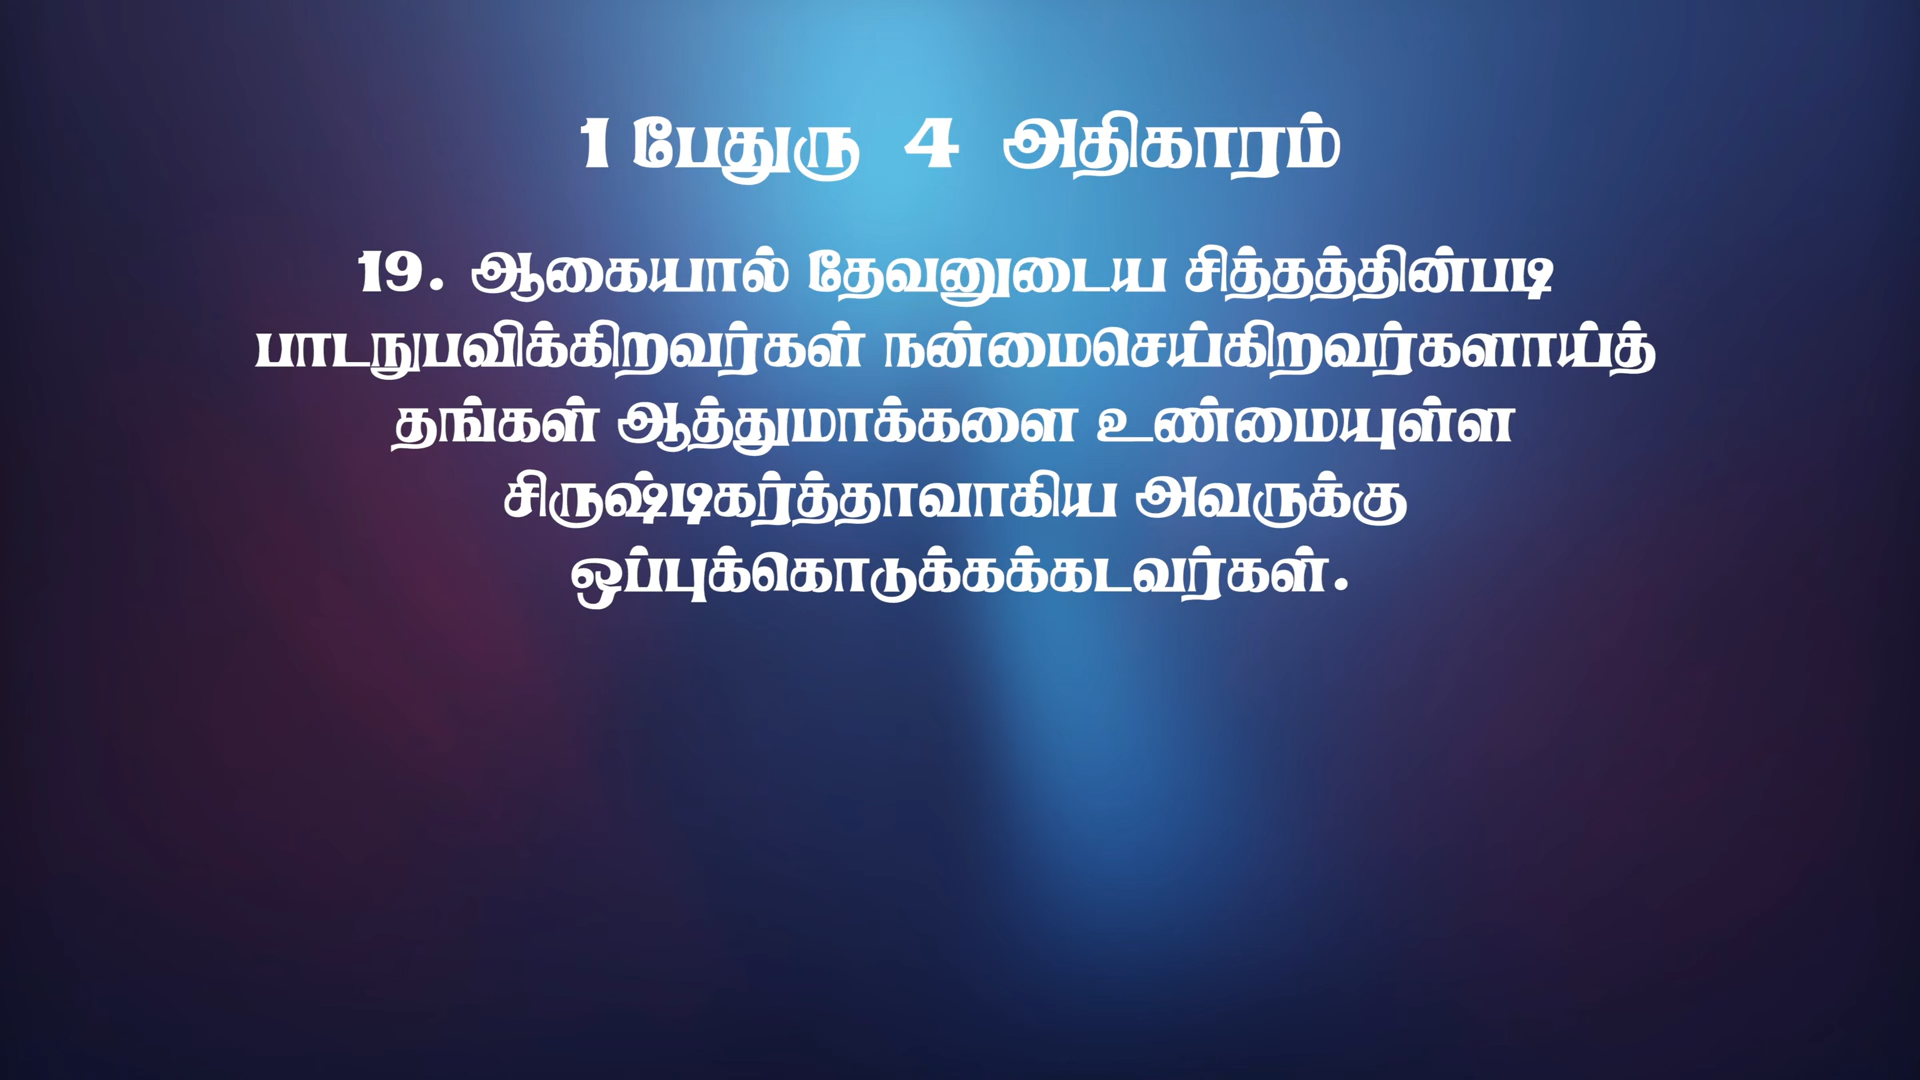 1 பேதுரு 4 அதிகாரம்
19. ஆகையால் தேவனுடைய சித்தத்தின்படி
பாடநுபவிக்கிறவர்கள் நன்மைசெய்கிறவர்களாய்த்
தங்கள் ஆத்துமாக்களை உண்மையுள்ள
சிருஷ்டிகர்த்தாவாகிய அவருக்கு
ஒப்புக்கொடுக்கக்கடவர்கள்.